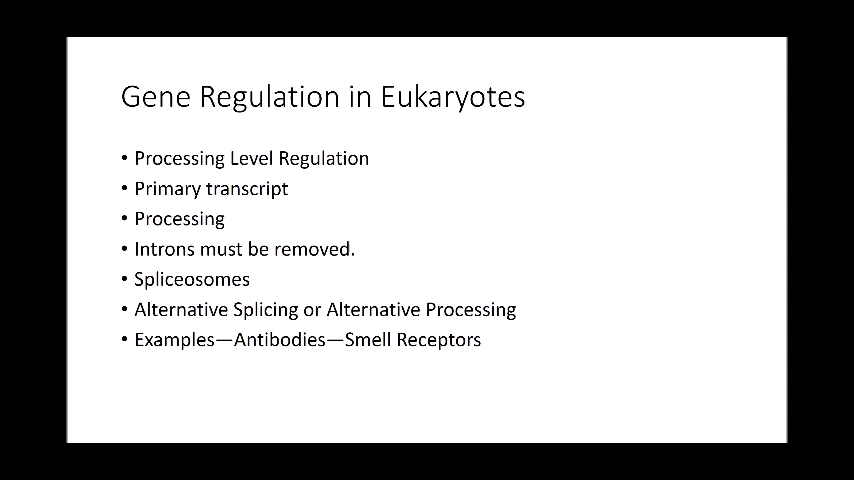 Gene Regulation in Eukaryotes
• Processing Level Regulation
• Primary transcript
• Processing
• Introns must be removed.
• Spliceosomes
• Alternative Splicing or Alternative Processing
• Examples—Antibodies—Smell Receptors